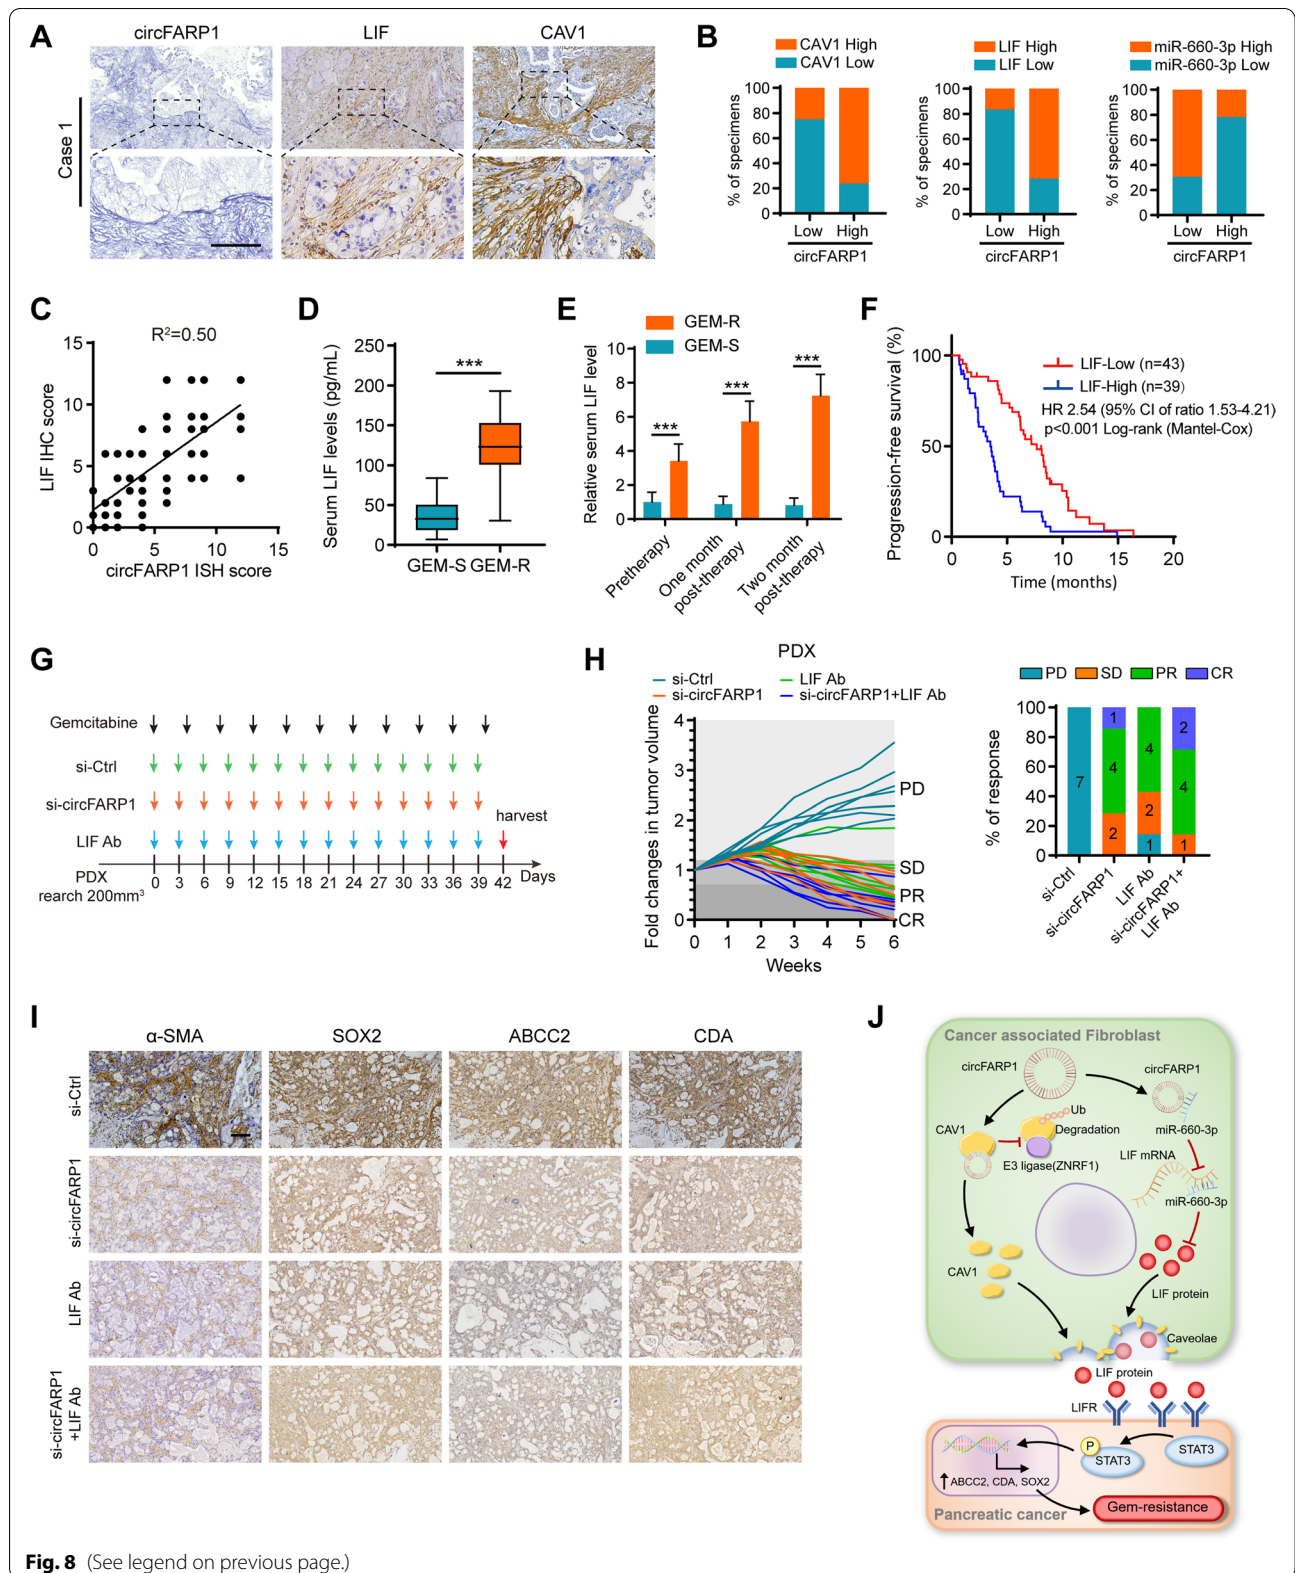 A
circFARP1
LIF
CAV1
Case 1
B
CAV1 High
CAV1 Low
% of specimens
100
80
60
40
20
0
Low High
circFARP1
LIF High
LIF Low
% of specimens
100
80
60
40
20
0
Low High
circFARP1
miR-660-3p High
miR-660-3p Low
% of specimens
100
80
60
40
20
0
Low High
circFARP1
C
R²=0.50
LIF IHC score
15
10
5
0
0 5 10 15
circFARP1 ISH score
D
Serum LIF levels (pg/mL)
250
200
150
100
50
0
***
GEM-S GEM-R
E
GEM-R
GEM-S
Relative serum LIF level
10
8
6
4
2
0
***
***
***
Pretherapy
One month
post-therapy
Two month
post-therapy
F
Progression-free survival (%)
100
50
0
LIF-Low (n=43)
LIF-High (n=39)
HR 2.54 (95% CI of ratio 1.53-4.21)
p<0.001 Log-rank (Mantel-Cox)
0 5 10 15 20
Time (months)
G
Gemcitabine
si-Ctrl
si-circFARP1
harvest
LIF Ab
PDX
rearch 200mm³
0 3 6 9 12 15 18 21 24 27 30 33 36 39 42
Days
H
PDX
si-Ctrl
LIF Ab
si-circFARP1
si-circFARP1+LIF Ab
Fold changes in tumor volume
4
3
2
1
0
PD
SD
PR
CR
0 1 2 3 4 5 6
Weeks
PD SD PR CR
% of response
100
80
60
40
20
0
7
1
4
2
4
2
1
2
4
1
si-Ctrl
si-circFARP1
LIF Ab
si-circFARP1+
LIF Ab
I
α-SMA
SOX2
ABCC2
CDA
si-Ctrl
si-circFARP1
LIF Ab
si-circFARP1
+LIF Ab
J
Cancer associated Fibroblast
circFARP1
circFARP1
Ub
CAV1
Degradation
miR-660-3p
E3 ligase(ZNRF1)
LIF mRNA
miR-660-3p
CAV1
LIF protein
Caveolae
LIF protein
LIFR
P
STAT3
STAT3
ABCC2, CDA, SOX2
Gem-resistance
Pancreatic cancer
Fig. 8 (See legend on previous page.)